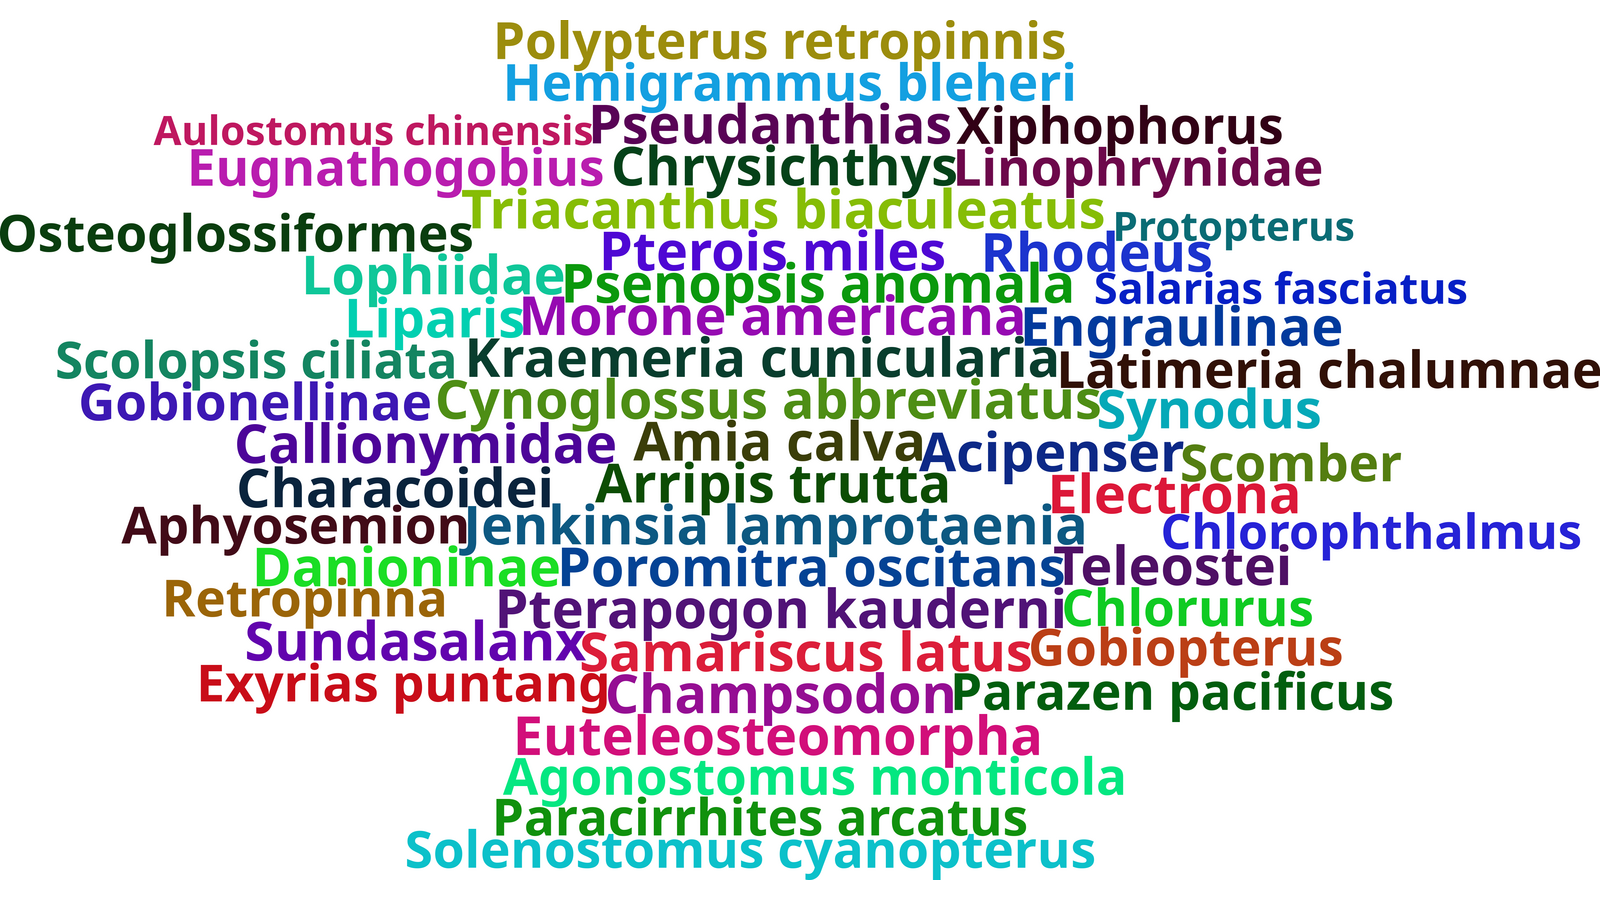 Polypterus retropinnis
Hemigrammus bleheri
Aulostomus chinensis
Pseudanthias
Xiphophorus
Eugnathogobius
Chrysichthys
Linophrynidae
Triacanthus biaculeatus
Protopterus
Osteoglossiformes
Pterois miles
Rhodeus
Lophiidae
Psenopsis anomala
Salarias fasciatus
Liparis
Morone americana
Engraulinae
Scolopsis ciliata
Kraemeria cunicularia
Latimeria chalumnae
Gobionellinae
Cynoglossus abbreviatus
Synodus
Callionymidae
Amia calva
Acipenser
Scomber
Characoidei
Arripis trutta
Electrona
Aphyosemion
Jenkinsia lamprotaenia
Chlorophthalmus
Danioninae
Poromitra oscitans
Teleostei
Retropinna
Pterapogon kauderni
Chlorurus
Sundasalanx
Samariscus latus
Gobiopterus
Exyrias puntang
Champsodon
Parazen pacificus
Euteleosteomorpha
Agonostomus monticola
Paracirrhites arcatus
Solenostomus cyanopterus